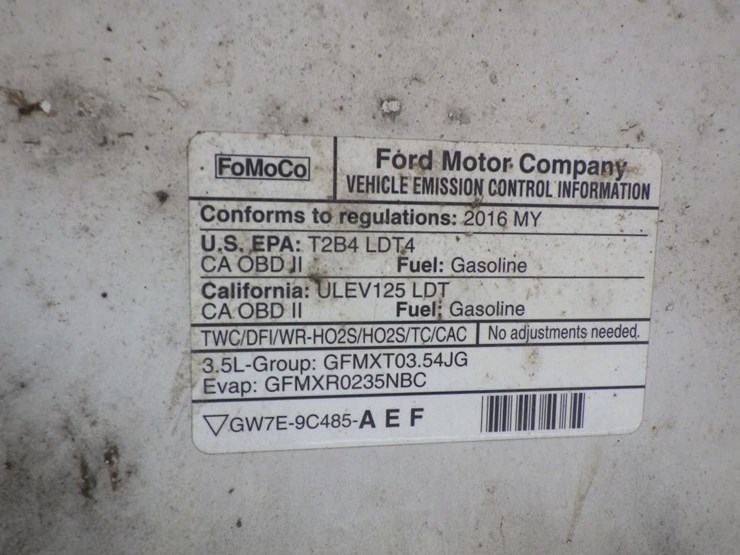 FoMoCo
Ford Motor Company
VEHICLE EMISSION CONTROL INFORMATION
Conforms to regulations: 2016 MY
U.S. EPA: T2B4 LDT4
CA OBD II Fuel: Gasoline
California: ULEV125 LDT
CA OBD II Fuel: Gasoline
TWC/DFI/WR-HO2S/HO2S/TC/CAC No adjustments needed.
3.5L-Group: GFMXT03.54JG
Evap: GFMXR0235NBC
GW7E-9C485-A E F